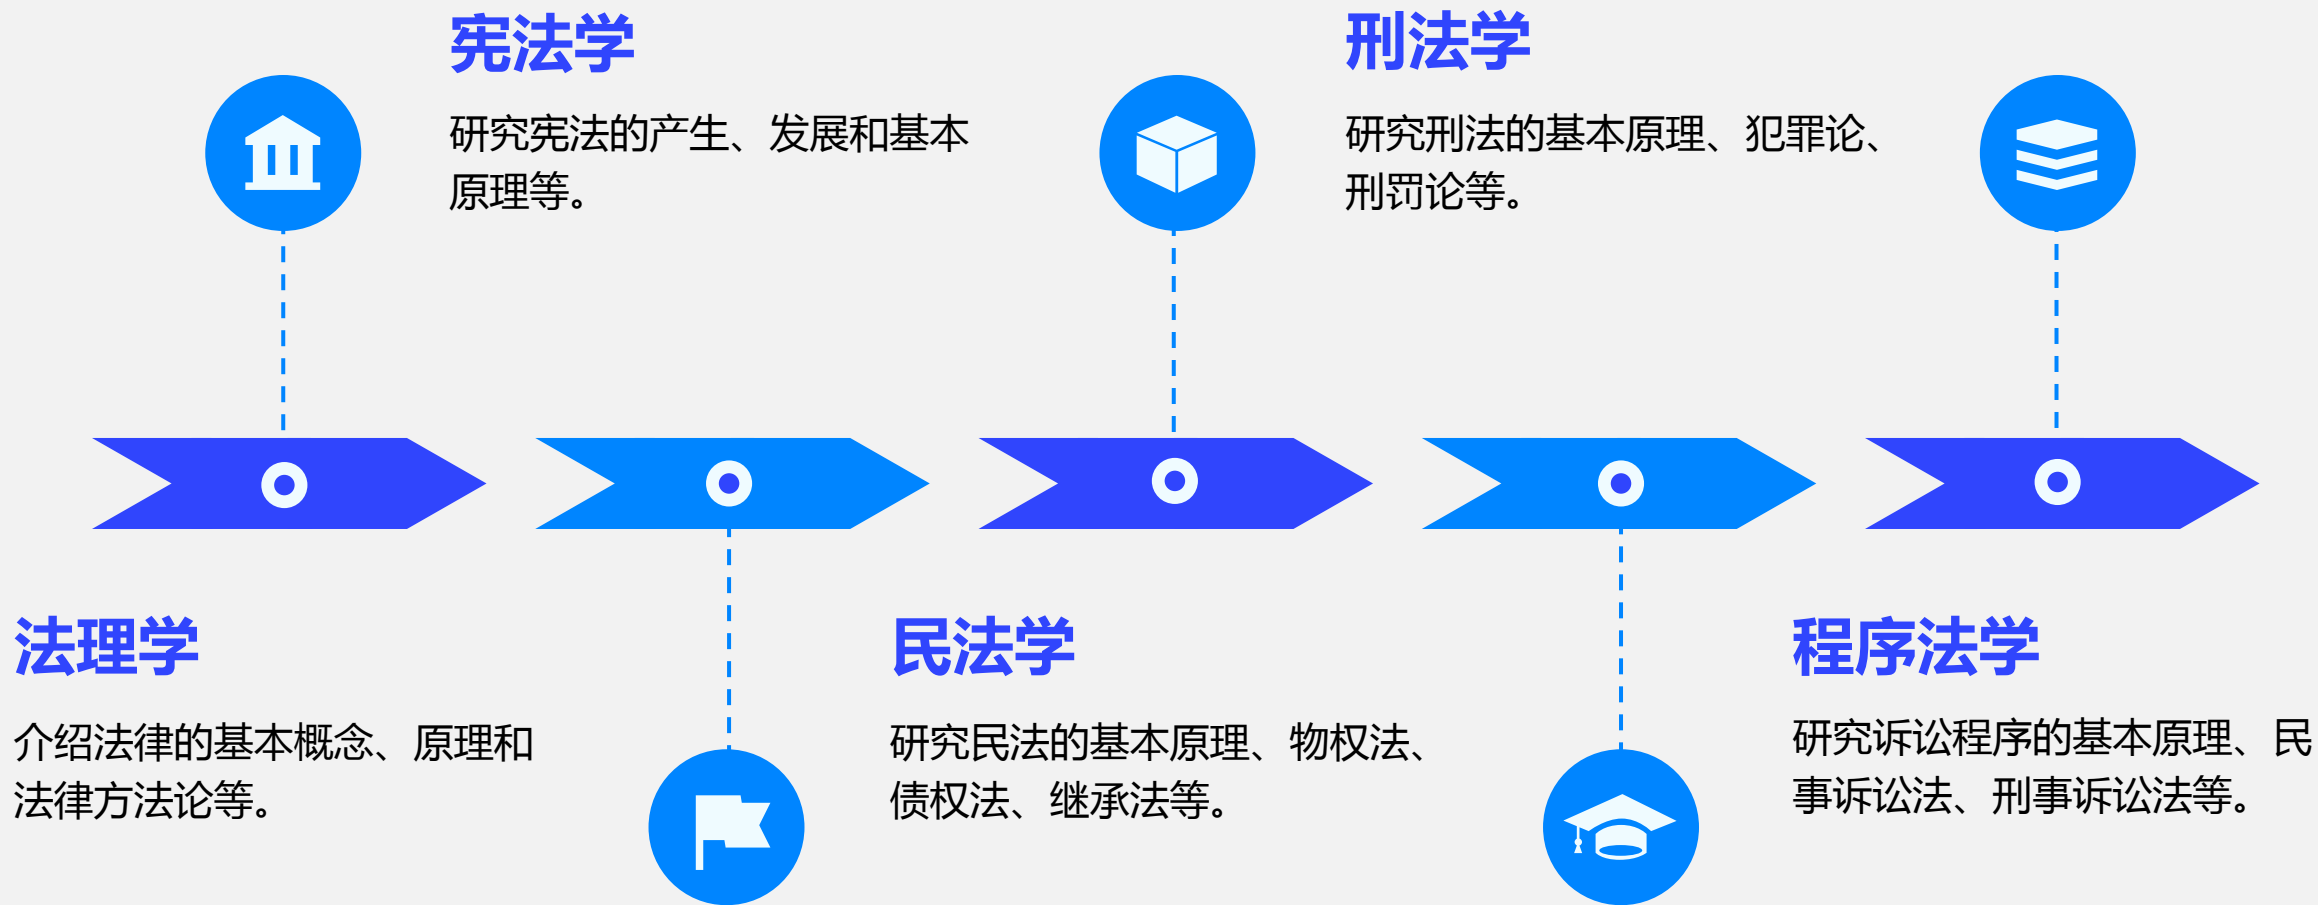 宪法学
研究宪法的产生、发展和基本
原理等。
刑法学
研究刑法的基本原理、犯罪论、
刑罚论等。
法理学
介绍法律的基本概念、原理和
法律方法论等。
民法学
研究民法的基本原理、物权法、
债权法、继承法等。
程序法学
研究诉讼程序的基本原理、民
事诉讼法、刑事诉讼法等。